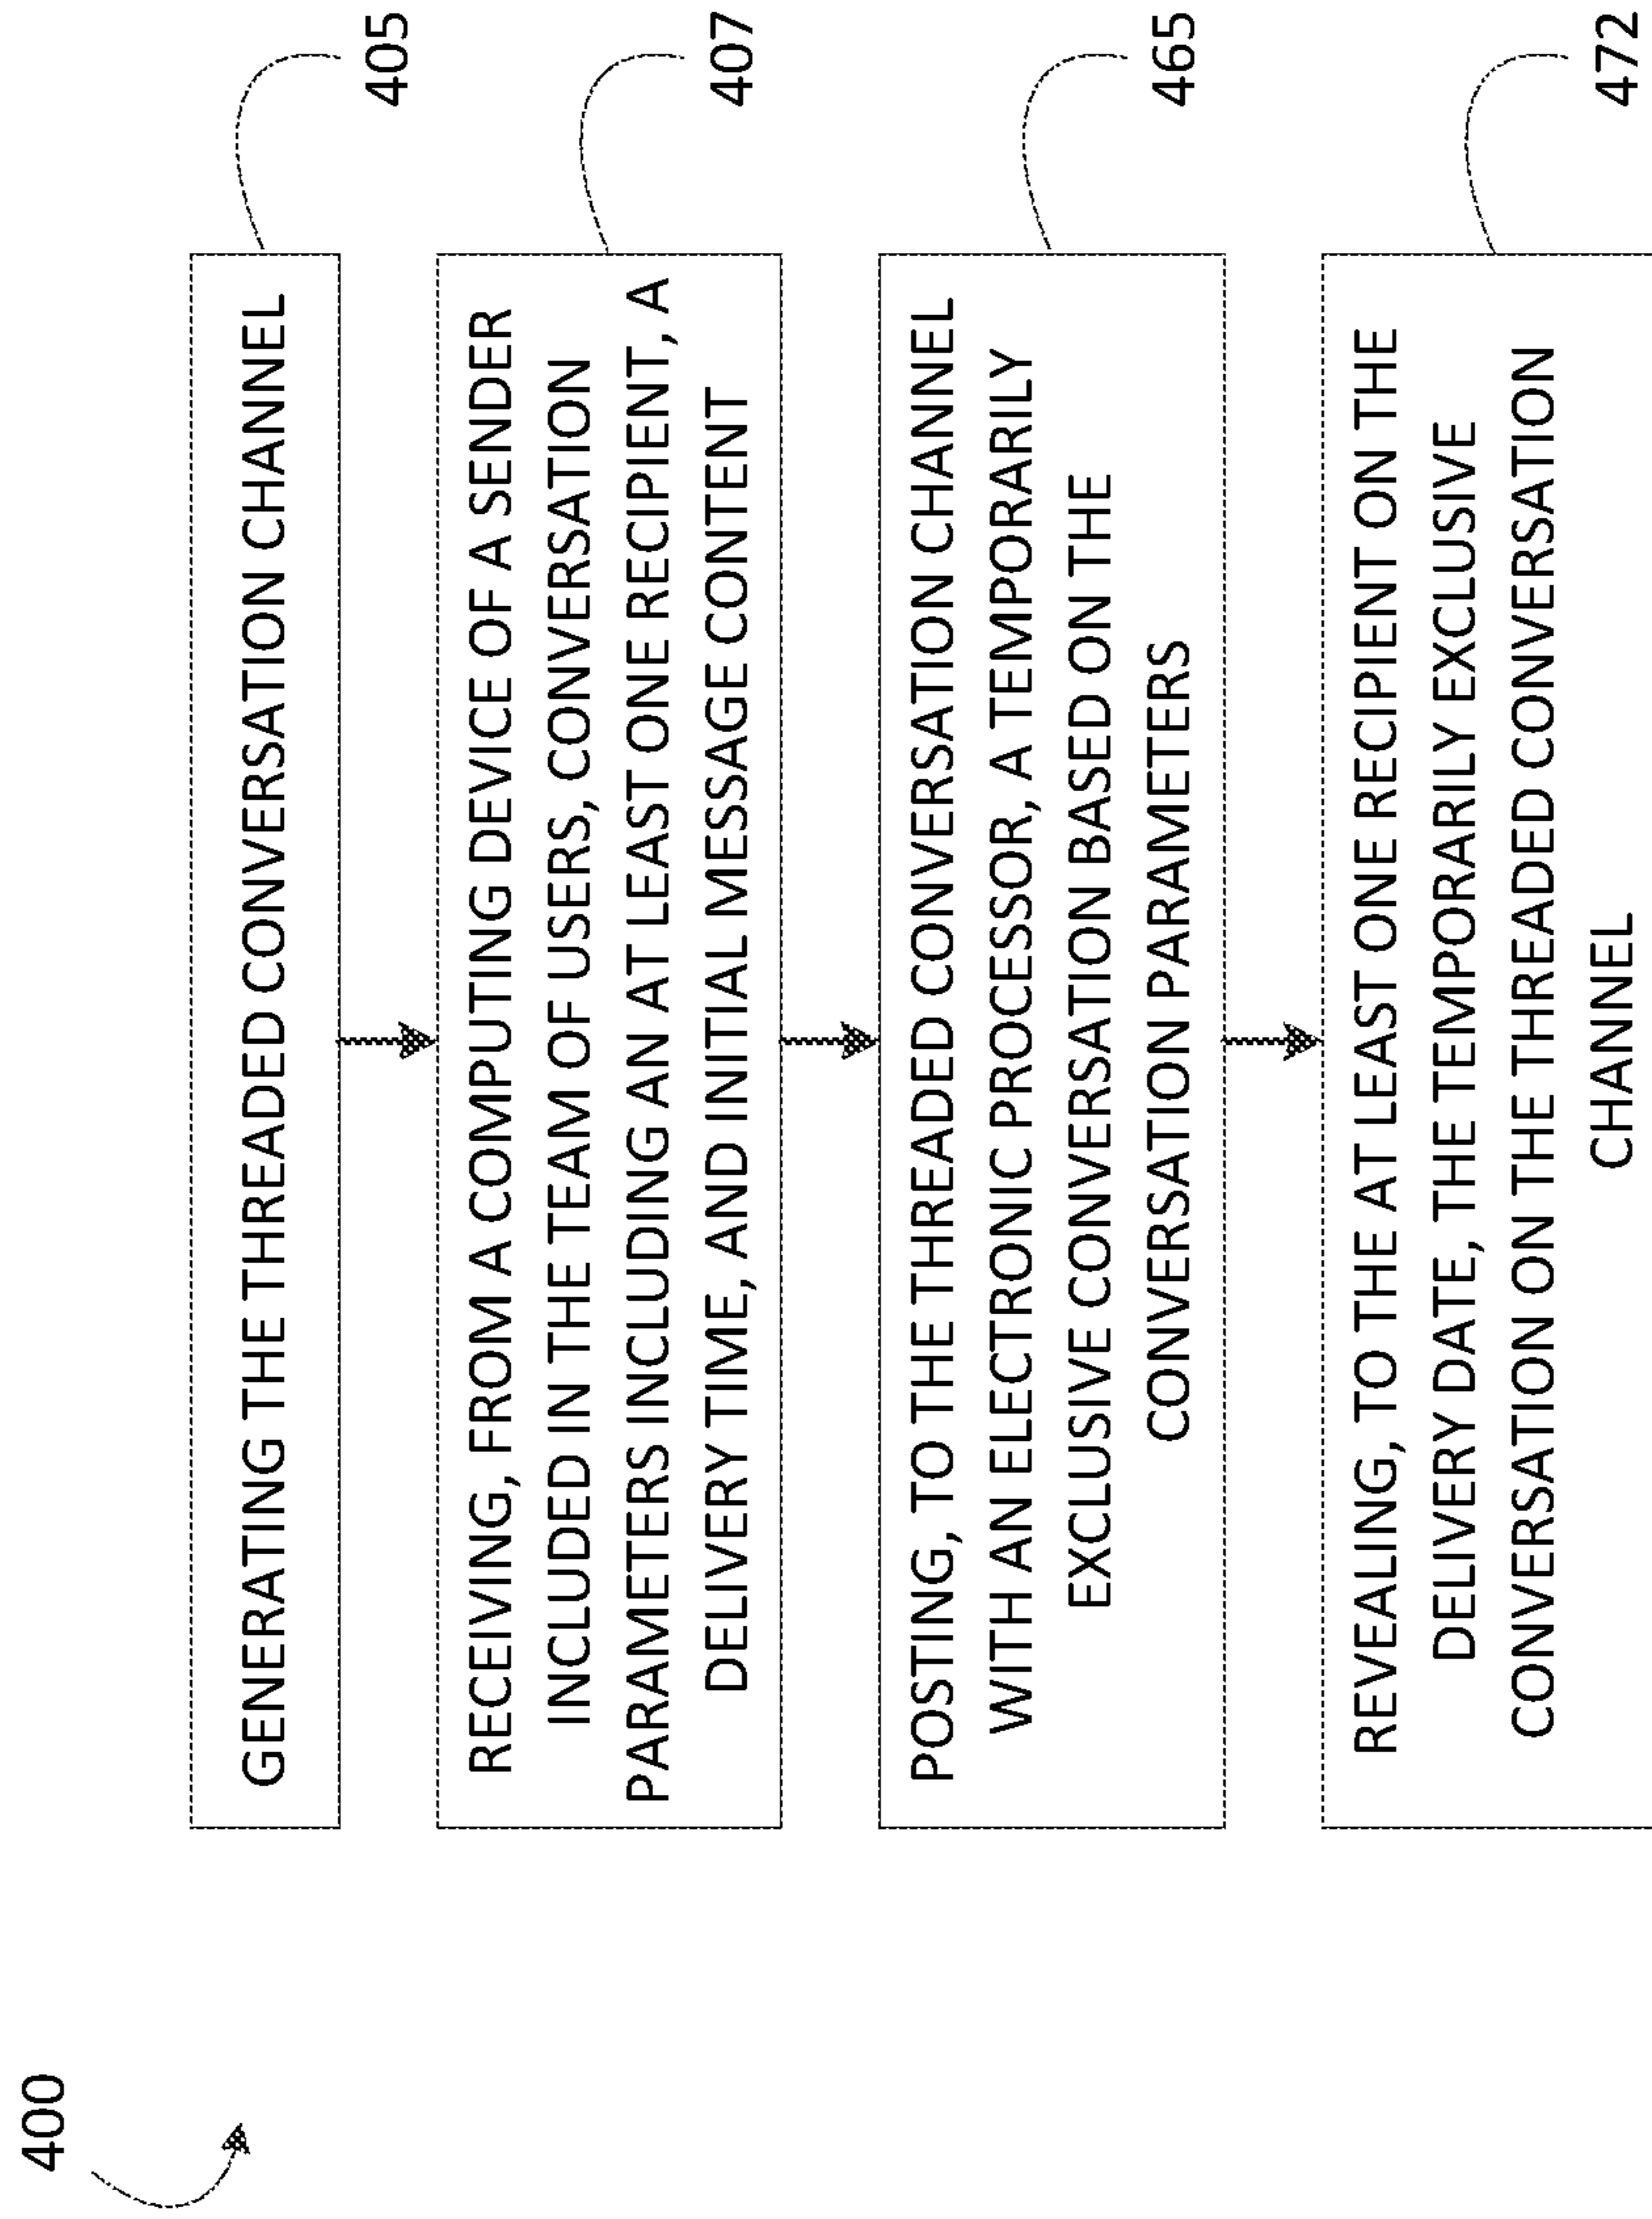 400
GENERATING THE THREADED CONVERSATION CHANNEL
405
RECEIVING, FROM A COMPUTING DEVICE OF A SENDER
INCLUDED IN THE TEAM OF USERS, CONVERSATION
PARAMETERS INCLUDING AN AT LEAST ONE RECIPIENT, A
DELIVERY TIME, AND INITIAL MESSAGE CONTENT
407
POSTING, TO THE THREADED CONVERSATION CHANNEL
WITH AN ELECTRONIC PROCESSOR, A TEMPORARILY
EXCLUSIVE CONVERSATION BASED ON THE
CONVERSATION PARAMETERS
465
REVEALING, TO THE AT LEAST ONE RECIPIENT ON THE
DELIVERY DATE, THE TEMPORARILY EXCLUSIVE
CONVERSATION ON THE THREADED CONVERSATION
CHANNEL
472